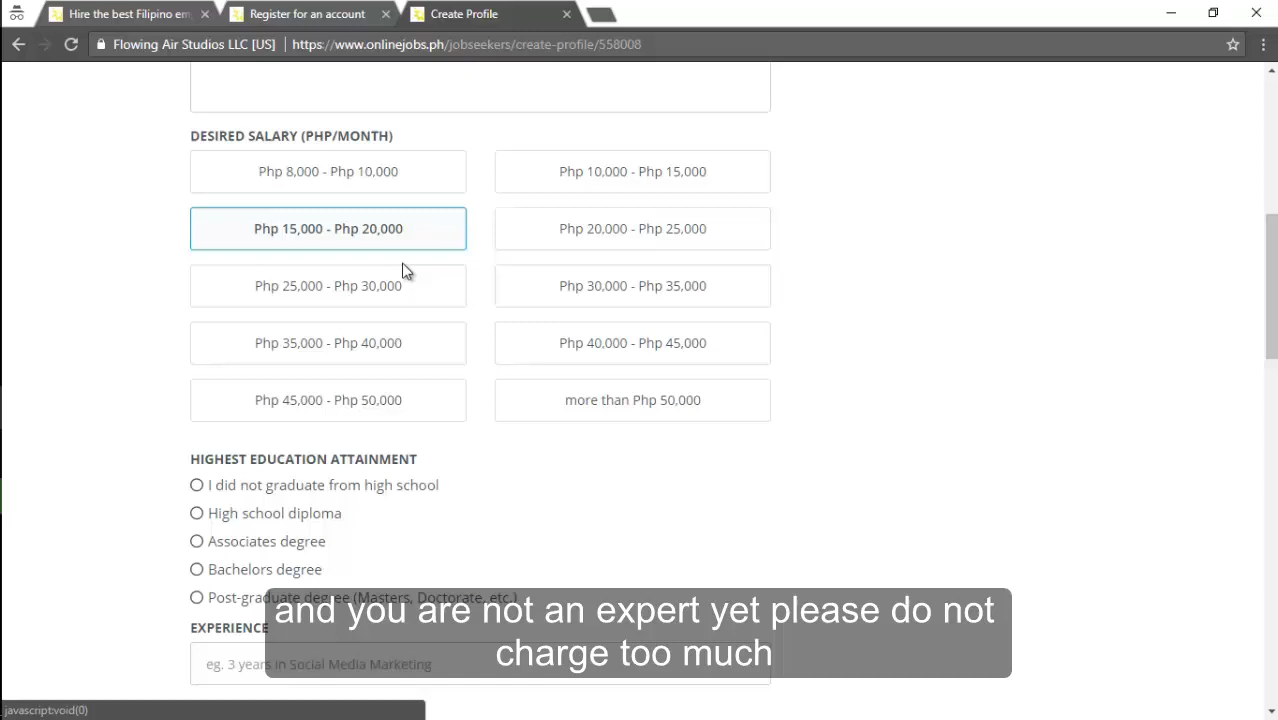 Hire the best Filipino em
Register for an account
Create Profile
Flowing Air Studios LLC [US]
https://www.onlinejobs.ph/jobseekers/create-profile/558008
DESIRED SALARY (PHP/MONTH)
Php 8,000 - Php 10,000
Php 10,000 - Php 15,000
Php 15,000 - Php 20,000
Php 20,000 - Php 25,000
Php 25,000 - Php 30,000
Php 30,000 - Php 35,000
Php 35,000 - Php 40,000
Php 40,000 - Php 45,000
Php 45,000 - Php 50,000
more than Php 50,000
HIGHEST EDUCATION ATTAINMENT
I did not graduate from high school
High school diploma
Associates degree
Bachelors degree
Post-graduate degree (Masters, Doctorate, etc.)
and you are not an expert yet please do not
charge too much
EXPERIENCE
eg. 3 years in Social Media Marketing
javascript:void(0)